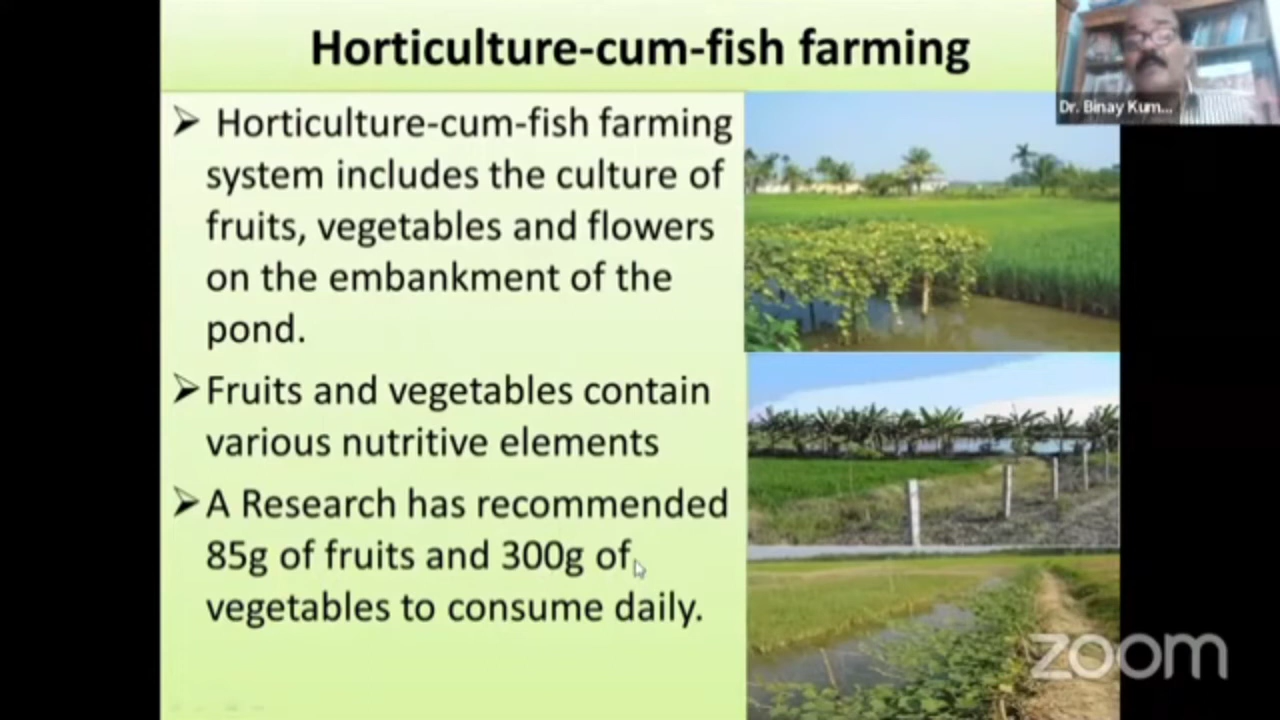 Horticulture-cum-fish farming
Dr. Binay Kum...
➢ Horticulture-cum-fish farming
system includes the culture of
fruits, vegetables and flowers
on the embankment of the
pond.
➢ Fruits and vegetables contain
various nutritive elements
➢ A Research has recommended
85g of fruits and 300g of
vegetables to consume daily.
zoom